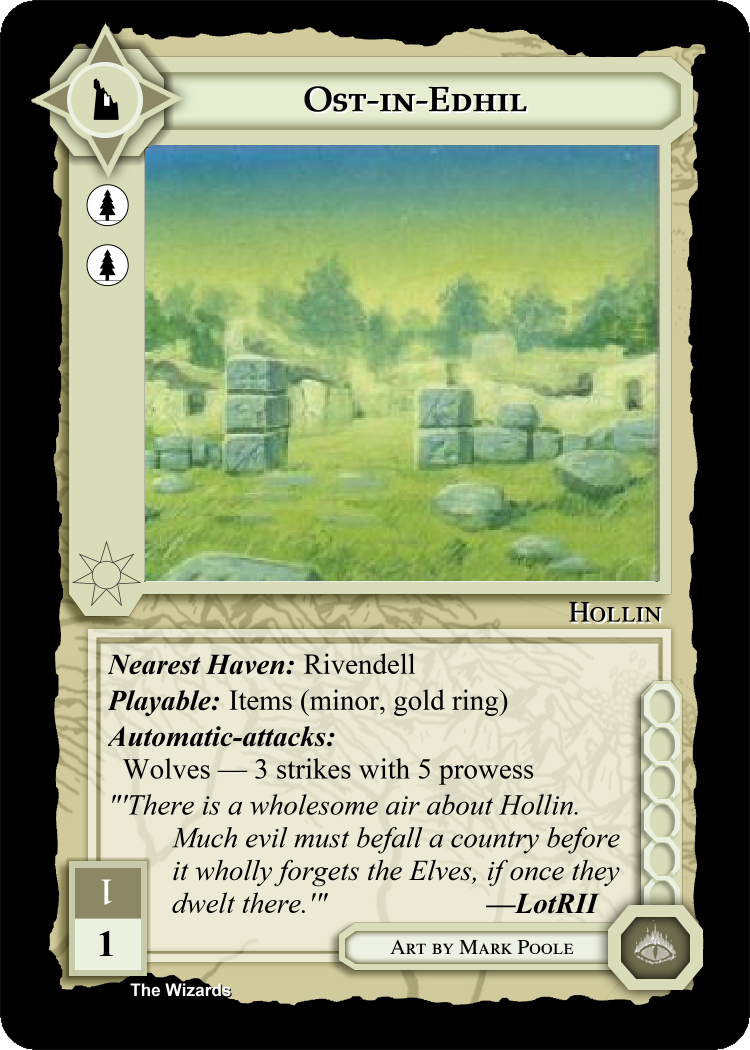 Ost-in-Edhil
Hollin
Nearest Haven: Rivendell
Playable: Items (minor, gold ring)
Automatic-attacks:
Wolves — 3 strikes with 5 prowess
"'There is a wholesome air about Hollin.
Much evil must befall a country before
it wholly forgets the Elves, if once they
dwelt there.'" —LotRII
1
1
Art by Mark Poole
The Wizards